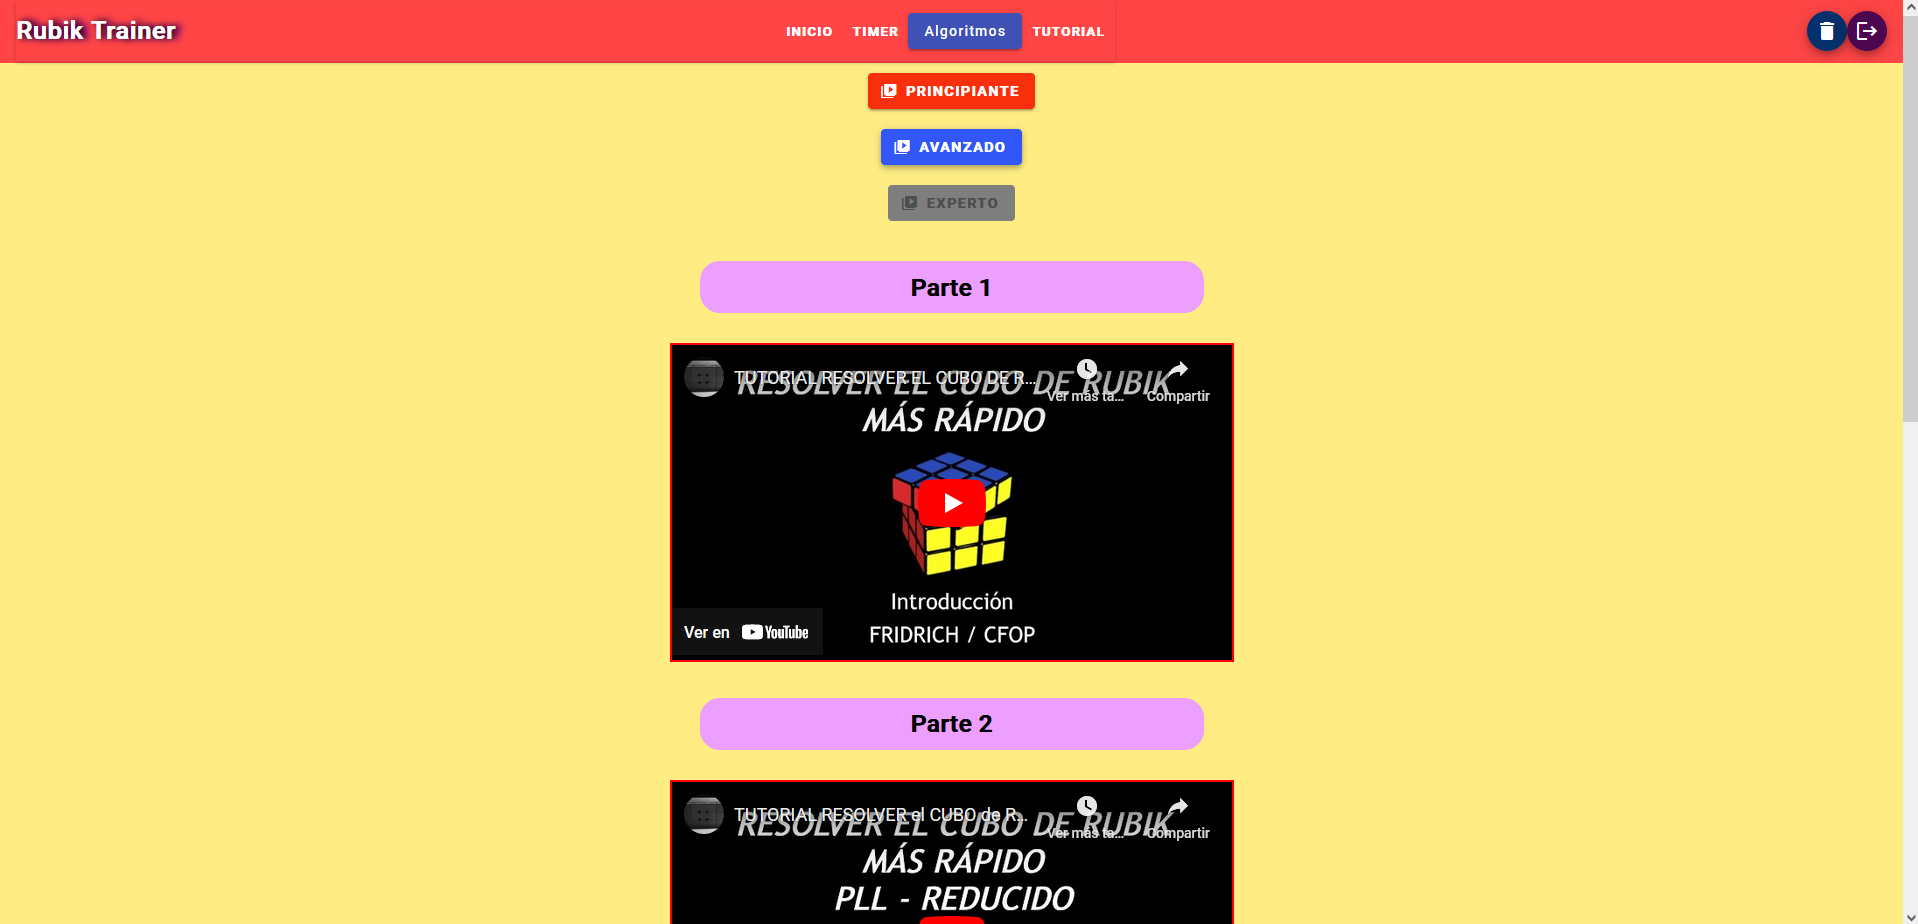 Rubik Trainer
INICIO
TIMER
Algoritmos
TUTORIAL
PRINCIPIANTE
AVANZADO
EXPERTO
Parte 1
TUTORIAL RESOLVER EL CUBO DE R...
Ver más ta...
Compartir
RESOLVER EL CUBO DE RUBIK
MÁS RÁPIDO
Introducción
FRIDRICH / CFOP
Ver en YouTube
Parte 2
TUTORIAL RESOLVER el CUBO de R...
Ver más ta...
Compartir
RESOLVER EL CUBO DE RUBIK
MÁS RÁPIDO
PLL - REDUCIDO